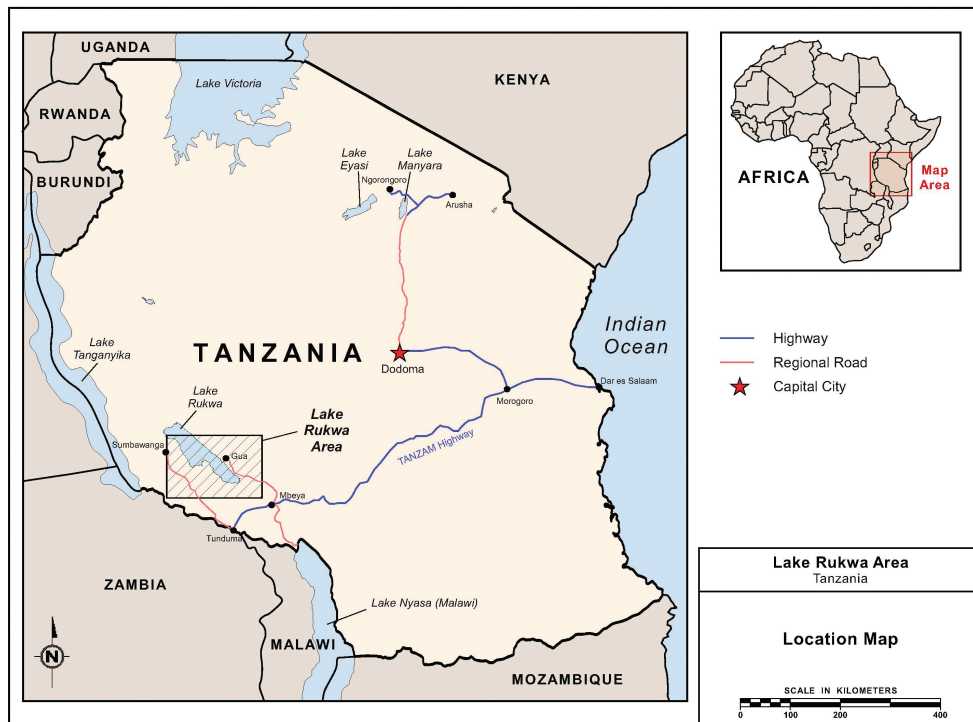 UGANDA
KENYA
RWANDA
BURUNDI
Lake Victoria
Lake
Eyasi
Lake
Manyara
Ngorongoro
Arusha
Lake
Tanganyika
TANZANIA
Dodoma
Indian
Ocean
Dar es Salaam
Morogoro
TANZAM Highway
Lake
Rukwa
Lake
Rukwa
Area
Sumbawanga
Gua
Mbeya
Tunduma
ZAMBIA
Lake Nyasa (Malawi)
MALAWI
MOZAMBIQUE
N
AFRICA
Map
Area
Highway
Regional Road
Capital City
Lake Rukwa Area
Tanzania
Location Map
SCALE IN KILOMETERS
0 100 200 400